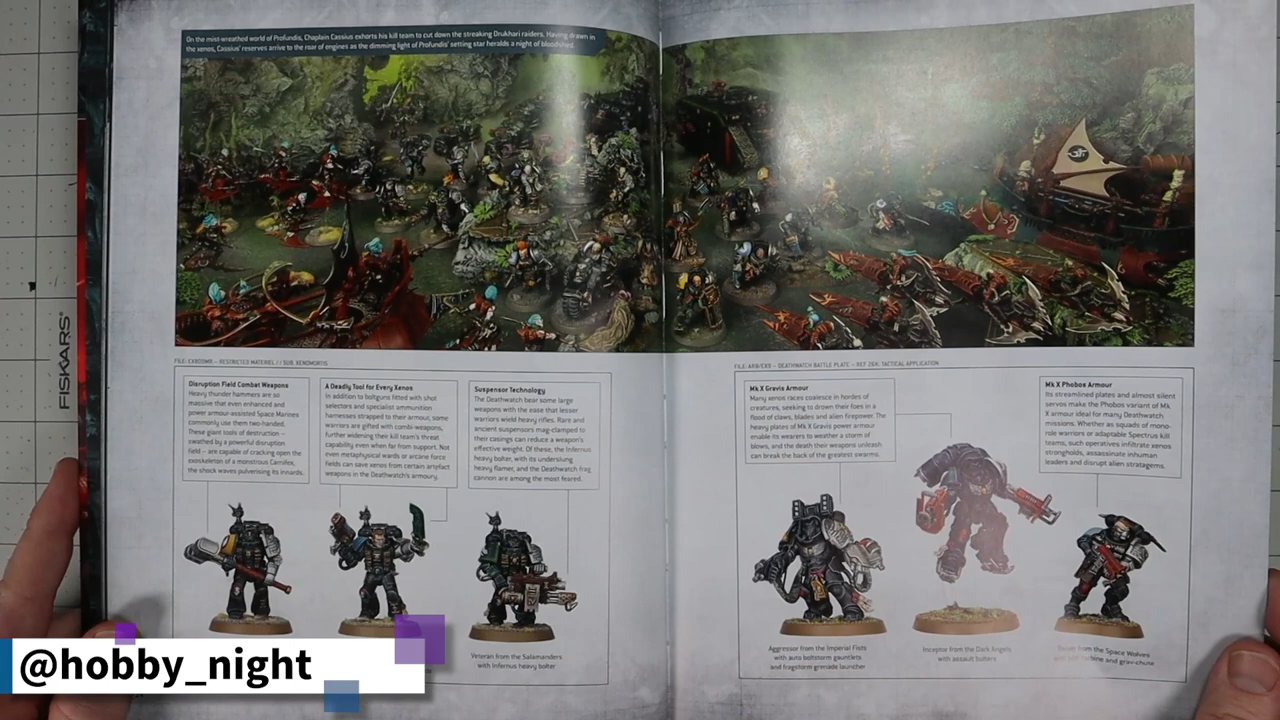 On the mist-wreathed world of Profundis, Chaplain Cassius exhorts his kill team to cut down the streaking Drukhari raiders. Having drawn in
the xenos, Cassius' reserves arrive to the roar of engines as the dimming light of Profundis' setting star heralds a night of bloodshed.
FISKARS®
RESTRICTED MATERIEL // SUB: VENOMORTIS
Disruption Field Combat Weapons
Heavy thunder hammers are so
massive that even enhanced and
power armour-assisted Space Marines
commonly use them two-handed.
These giant tools of destruction –
swathed by a powerful disruption
field – are capable of cracking open the
exoskeleton of a monstrous Carnifex,
the shock waves pulverising its innards.
A Deadly Tool for Every Xenos
In addition to boltguns fitted with shot
selectors and specialist ammunition
harnesses strapped to their armour, some
warriors are gifted with combi-weapons,
further widening their kill team's threat
capability even when far from support. Not
even metaphysical wards or arcane force
fields can save xenos from certain artefact
weapons in the Deathwatch's armoury.
Suspensor Technology
The Deathwatch bear some large
weapons with the ease that lesser
warriors wield heavy rifles. Rare and
ancient suspensors mag-clamped to
their casings can reduce a weapon's
effective weight. Of these, the Infernus
heavy bolter, with its underslung
heavy flamer, and the Deathwatch frag
cannon are among the most feared.
Veteran from the Salamanders
with Infernus heavy bolter
DEATHWATCH BATTLE PLATE – REF 26K: TACTICAL APPLICATION
Mk X Gravis Armour
Many xenos races coalesce in hordes of
creatures, seeking to drown their foes in a
flood of claws, blades and alien firepower. The
heavy plates of Mk X Gravis power armour
enable its wearers to weather a storm of
blows, and the death their weapons unleash
can break the back of the greatest swarms.
Mk X Phobos Armour
Its streamlined plates and almost silent
servos make the Phobos variant of Mk
X armour ideal for many Deathwatch
missions. Whether as squads of mono-
role warriors or adaptable Spectrus kill
teams, such operatives infiltrate xenos
strongholds, assassinate inhuman
leaders and disrupt alien stratagems.
Aggressor from the Imperial Fists
with auto boltstorm gauntlets
and fragstorm grenade launcher
Inceptor from the Dark Angels
with assault bolters
from the Space Wolves
and grav-chute
@hobby_night